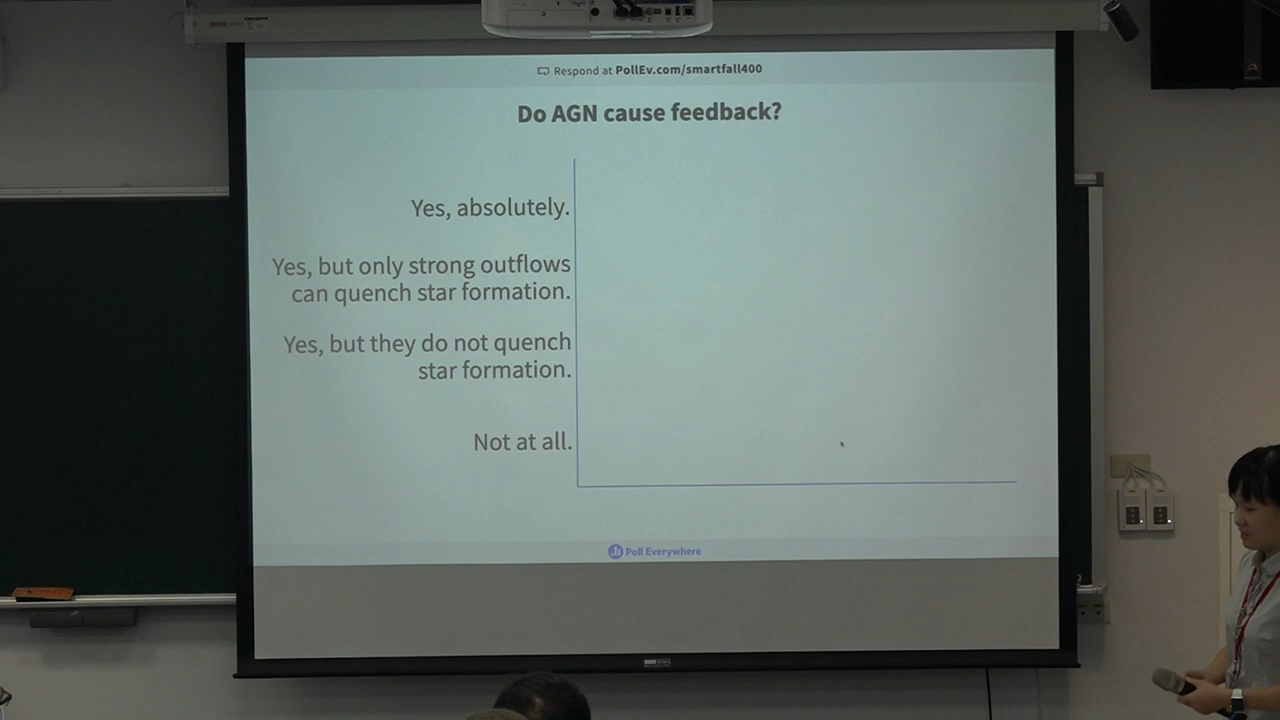 Respond at PollEv.com/smartfall400
Do AGN cause feedback?
Yes, absolutely.
Yes, but only strong outflows
can quench star formation.
Yes, but they do not quench
star formation.
Not at all.
Poll Everywhere